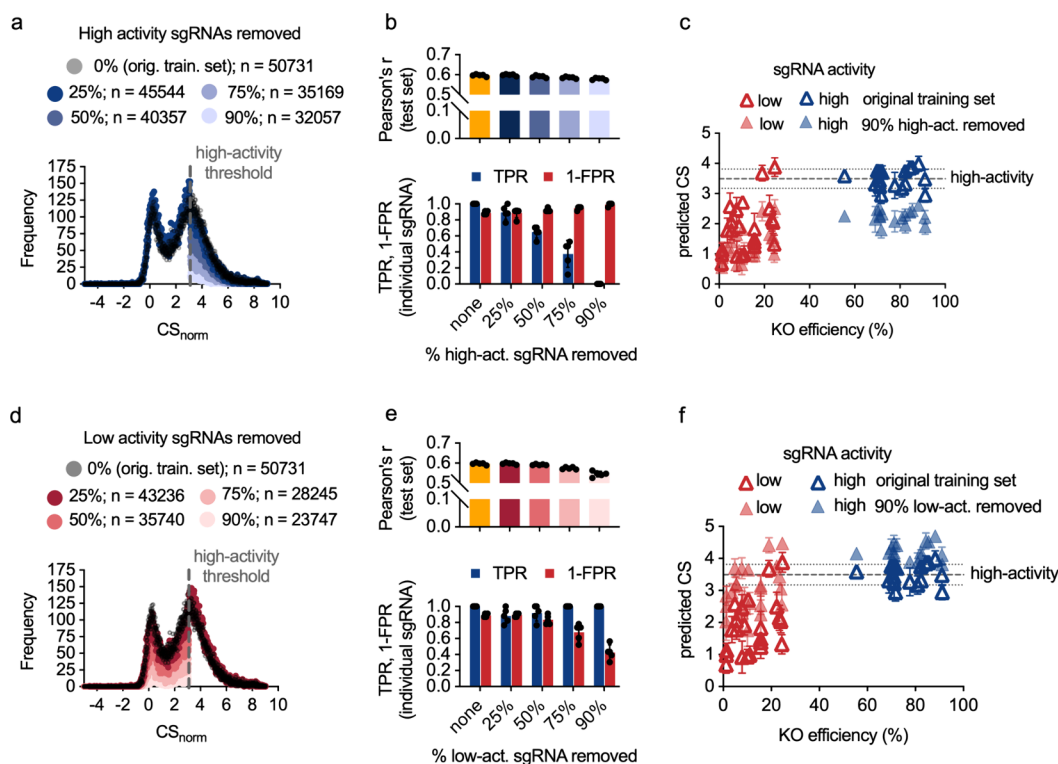 a
High activity sgRNAs removed
0% (orig. train. set); n = 50731
25%; n = 45544
75%; n = 35169
50%; n = 40357
90%; n = 32057
high-activity
threshold
Frequency
175
150
125
100
75
50
25
0
-4 -2 0 2 4 6 8 10
CSnorm
b
Pearson's r
(test set)
0.7
0.6
0.5
0.1
0.0
TPR 1-FPR
TPR, 1-FPR
(individual sgRNA)
1.0
0.8
0.6
0.4
0.2
0.0
none 25% 50% 75% 90%
% high-act. sgRNA removed
c
sgRNA activity
low high original training set
low high 90% high-act. removed
predicted CS
5
4
3
2
1
0
high-activity
0 20 40 60 80 100
KO efficiency (%)
d
Low activity sgRNAs removed
0% (orig. train. set); n = 50731
25%; n = 43236
75%; n = 28245
50%; n = 35740
90%; n = 23747
high-activity
threshold
Frequency
175
150
125
100
75
50
25
0
-4 -2 0 2 4 6 8 10
CSnorm
e
Pearson's r
(test set)
0.7
0.6
0.5
0.1
0.0
TPR 1-FPR
TPR, 1-FPR
(individual sgRNA)
1.0
0.8
0.6
0.4
0.2
0.0
none 25% 50% 75% 90%
% low-act. sgRNA removed
f
sgRNA activity
low high original training set
low high 90% low-act. removed
predicted CS
5
4
3
2
1
0
high-activity
0 20 40 60 80 100
KO efficiency (%)